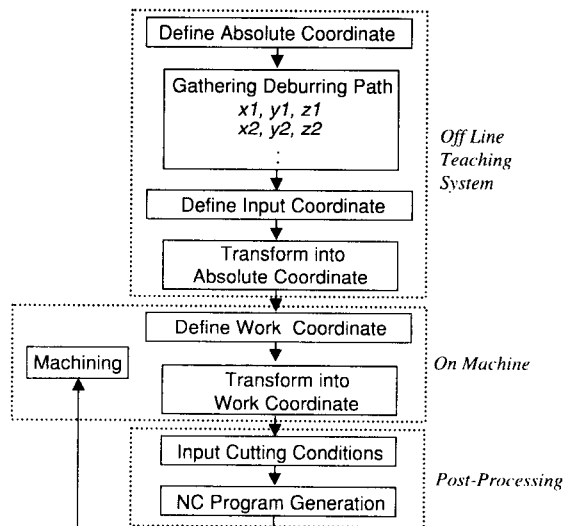 Define Absolute Coordinate
Gathering Deburring Path
x1, y1, z1
x2, y2, z2
:
Off Line
Teaching
System
Define Input Coordinate
Transform into
Absolute Coordinate
Define Work Coordinate
Machining
On Machine
Transform into
Work Coordinate
Input Cutting Conditions
Post-Processing
NC Program Generation